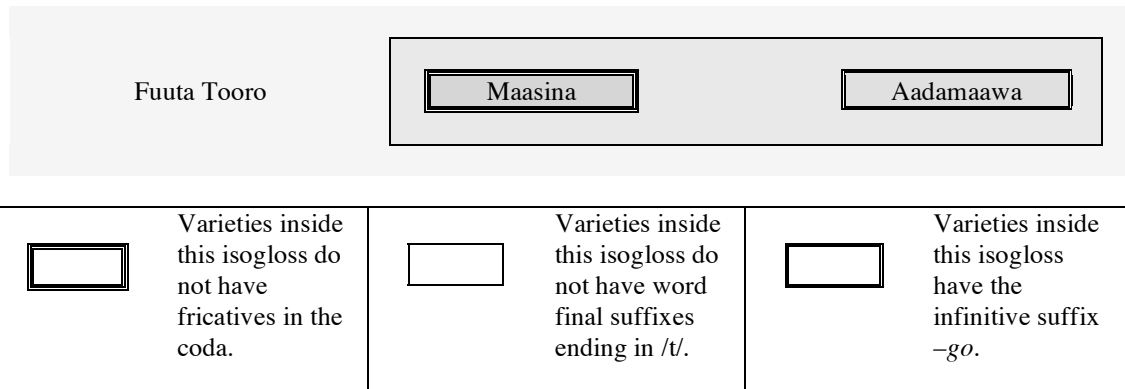 Fuuta Tooro
Maasina
Aadamaawa
Varieties inside
this isogloss do
not have
fricatives in the
coda.
Varieties inside
this isogloss do
not have word
final suffixes
ending in /t/.
Varieties inside
this isogloss
have the
infinitive suffix
–go.